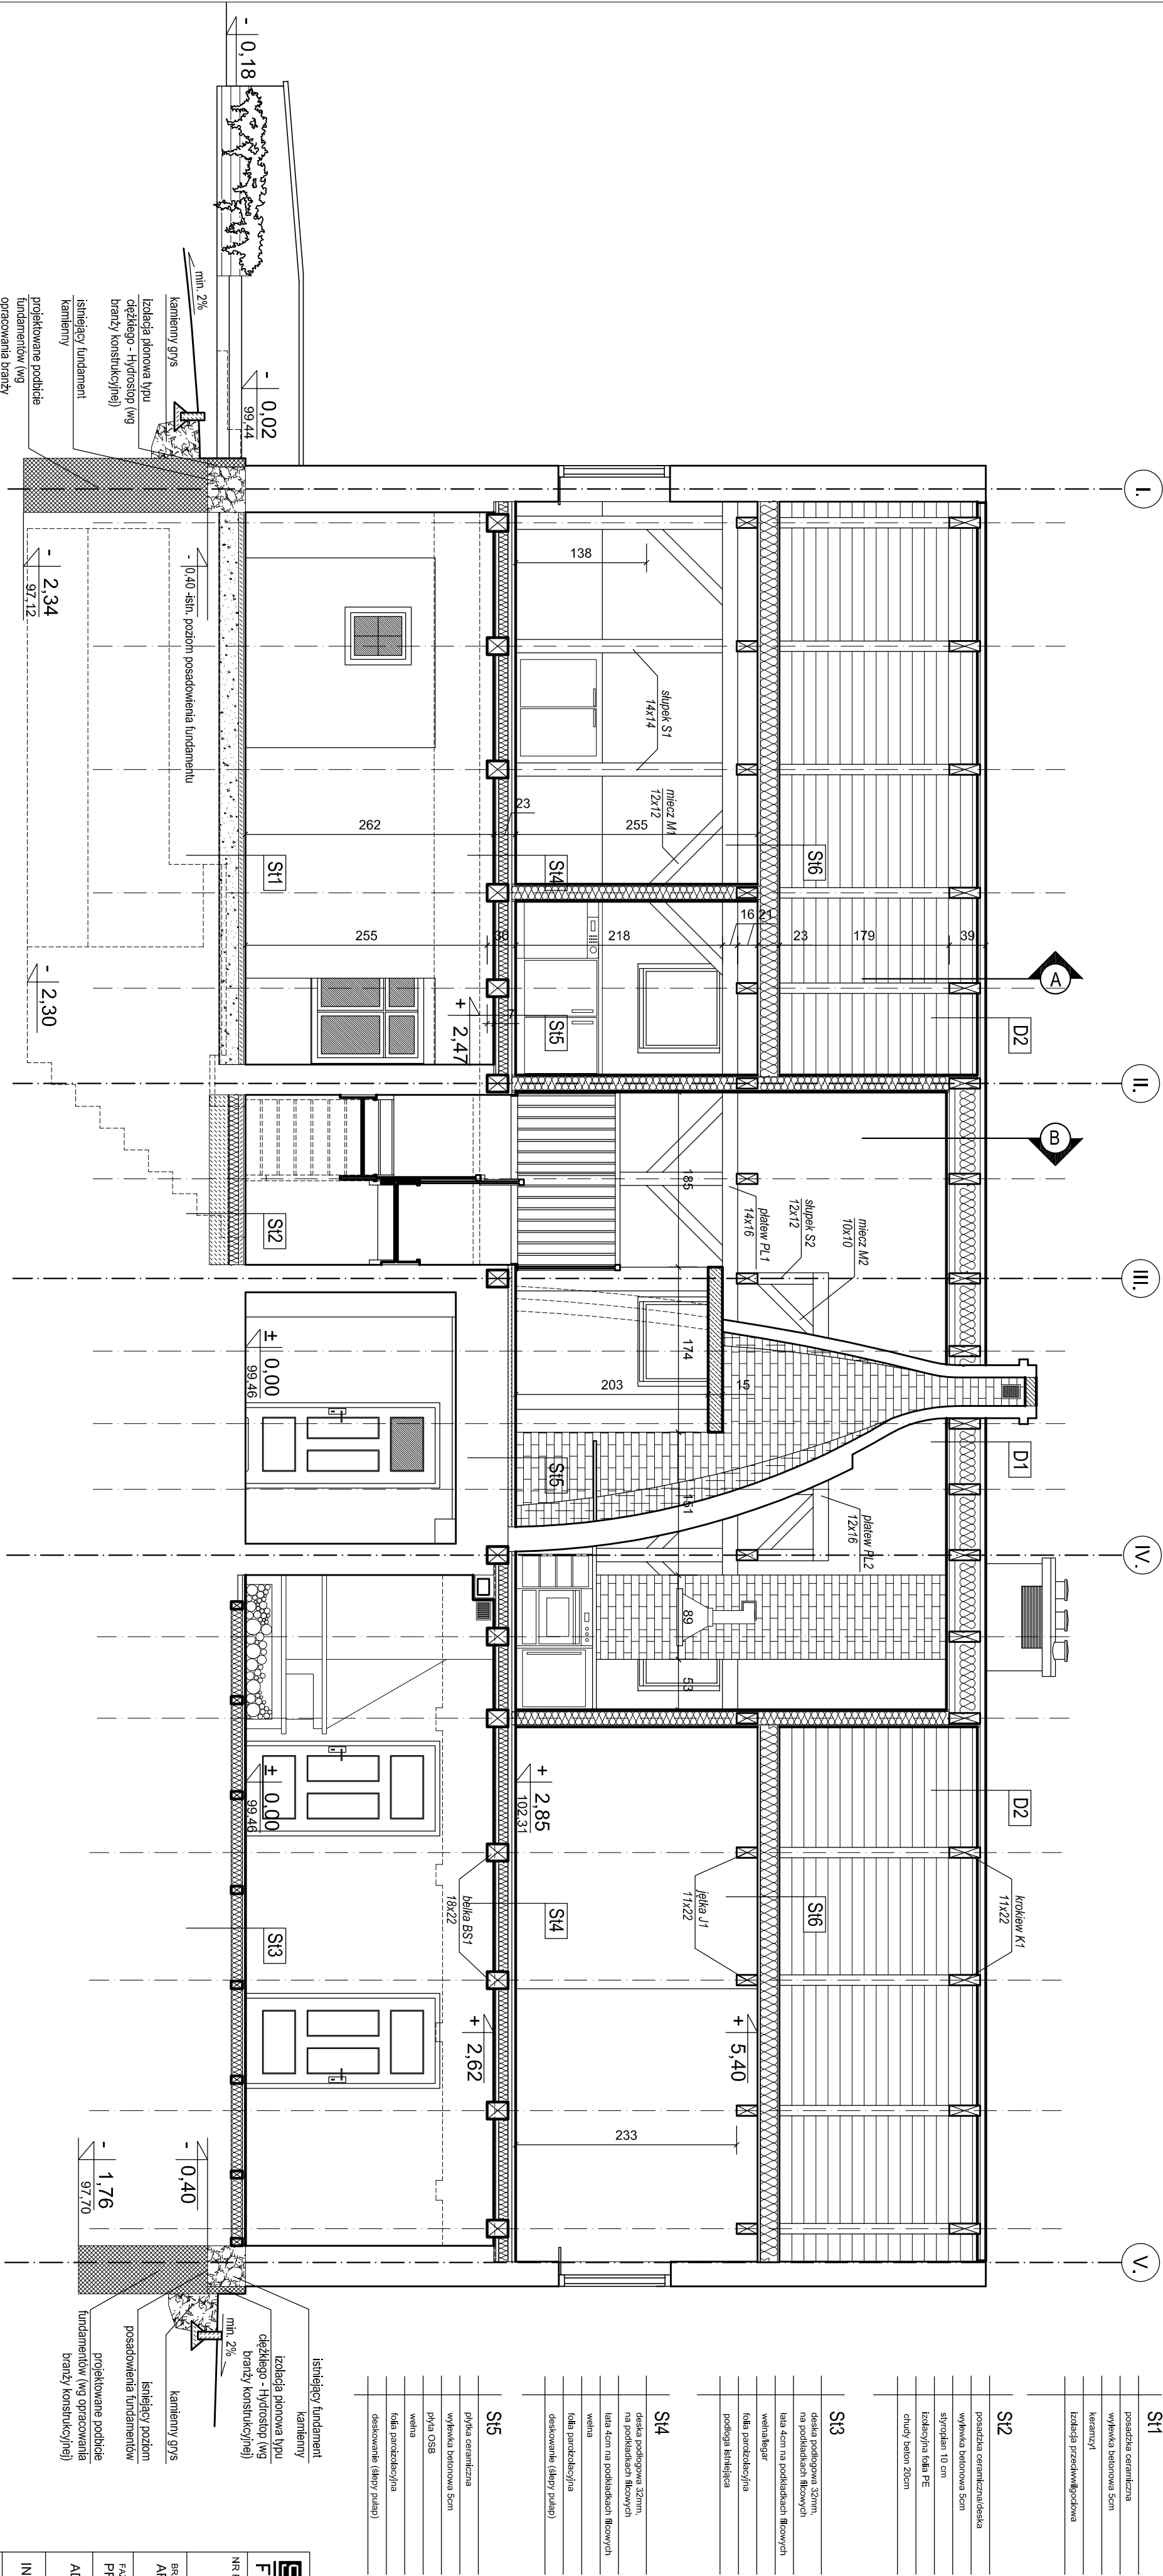 I.
II.
III.
IV.
V.
A
B
D2
D1
D2
krokiew K1
11x22
39
179
23
21
16
St6
St6
miecz M2
10x10
słupek S2
12x12
płatew PL1
14x16
płatew PL2
12x16
185
174
15
203
89
53
138
słupek S1
14x14
miecz M1
12x12
255
218
23
St4
St5
St5
St4
jętka J1
11x22
+ 5,40
233
+ 2,85
102,31
+ 2,62
+ 2,47
7
belka BS1
18x22
262
255
St1
St2
St3
± 0,00
99,46
± 0,00
99,46
- 0,18
- 0,02
99,44
min. 2%
kamienny grys
izolacja pionowa typu
ciężkiego - Hydrostop (wg
branży konstrukcyjnej)
istniejący fundament
kamienny
projektowane podbicie
fundamentów (wg
opracowania branży
- 0,40 -istn. poziom posadowienia fundamentu
- 2,34
97,12
- 2,30
- 0,40
- 1,76
97,70
min. 2%
istniejący fundament
kamienny
izolacja pionowa typu
ciężkiego - Hydrostop (wg
branży konstrukcyjnej)
kamienny grys
isniejący poziom
posadowienia fundamentów
projektowane podbicie
fundamentów (wg opracowania
branży konstrukcyjnej)
St1
posadzka ceramiczna
wylewka betonowa 5cm
keramzyt
izolacja przeciwwilgociowa
St2
posadzka ceramiczna/deska
wylewka betonowa 5cm
styropian 10 cm
izolacyjna folia PE
chudy beton 20cm
St3
deska podłogowa 32mm,
na podkładkach filcowych
łata 4cm na podkładkach filcowych
wełna/legar
folia paroizolacyjna
podłoga istniejąca
St4
deska podłogowa 32mm,
na podkładkach filcowych
łata 4cm na podkładkach filcowych
wełna
folia paroizolacyjna
deskowanie (ślepy pułap)
St5
płytka ceramiczna
wylewka betonowa 5cm
płyta OSB
wełna
folia paroizolacyjna
deskowanie (ślepy pułap)